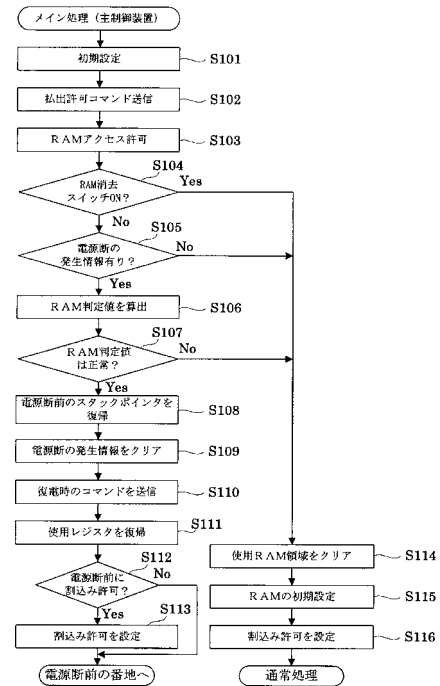 メイン処理（主制御装置）
初期設定
S101
払出許可コマンド送信
S102
ＲＡＭアクセス許可
S103
S104
RAM消去
スイッチON？
Yes
No
S105
電源断の
発生情報有り？
No
Yes
ＲＡＭ判定値を算出
S106
S107
ＲＡＭ判定値
は正常？
No
Yes
電源断前のスタックポインタを
復帰
S108
電源断の発生情報をクリア
S109
復電時のコマンドを送信
S110
使用レジスタを復帰
S111
S112
電源断前に
割込み許可？
No
Yes
S113
割込み許可を設定
電源断前の番地へ
使用ＲＡＭ領域をクリア
S114
ＲＡＭの初期設定
S115
割込み許可を設定
S116
通常処理